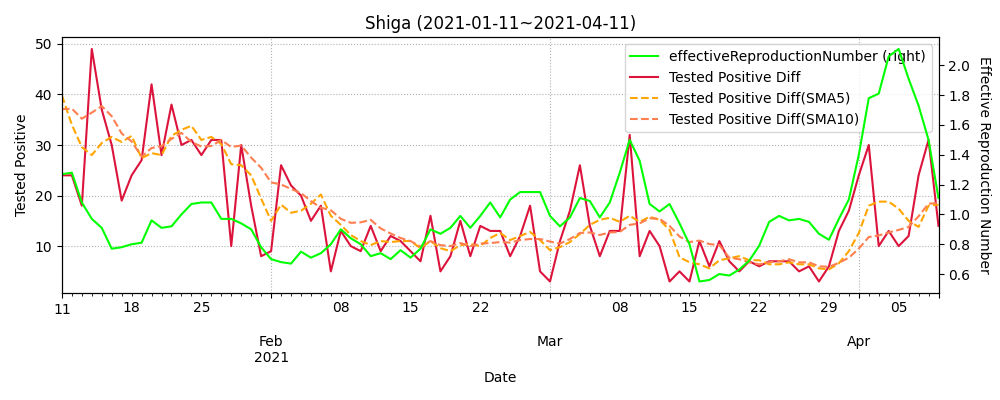 Shiga (2021-01-11~2021-04-11)
effectiveReproductionNumber (right)
Tested Positive Diff
Tested Positive Diff(SMA5)
Tested Positive Diff(SMA10)
Tested Positive
50
40
30
20
10
Effective Reproduction Number
2.0
1.8
1.6
1.4
1.2
1.0
0.8
0.6
11 18 25 08 15 22 08 15 22 29 05
Feb Mar Apr
2021
Date